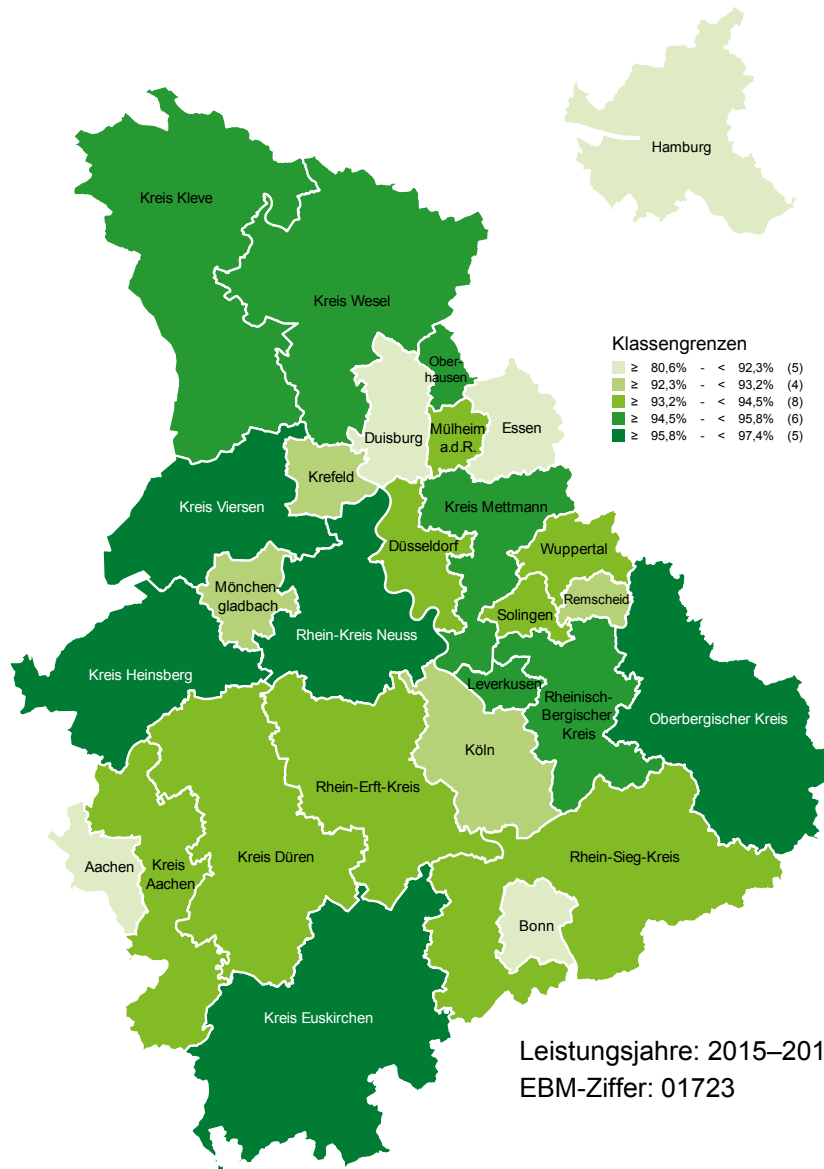 Hamburg
Kreis Kleve
Kreis Wesel
Klassengrenzen
≥ 80,6% - < 92,3% (5)
≥ 92,3% - < 93,2% (4)
≥ 93,2% - < 94,5% (8)
≥ 94,5% - < 95,8% (6)
≥ 95,8% - < 97,4% (5)
Ober-
hausen
Duisburg
Mülheim
a.d.R.
Essen
Krefeld
Kreis Viersen
Kreis Mettmann
Düsseldorf
Wuppertal
Mönchen-
gladbach
Remscheid
Solingen
Rhein-Kreis Neuss
Kreis Heinsberg
Leverkusen
Rheinisch-
Bergischer
Kreis
Oberbergischer Kreis
Köln
Rhein-Erft-Kreis
Aachen
Kreis
Aachen
Kreis Düren
Rhein-Sieg-Kreis
Bonn
Kreis Euskirchen
Leistungsjahre: 2015–201
EBM-Ziffer: 01723